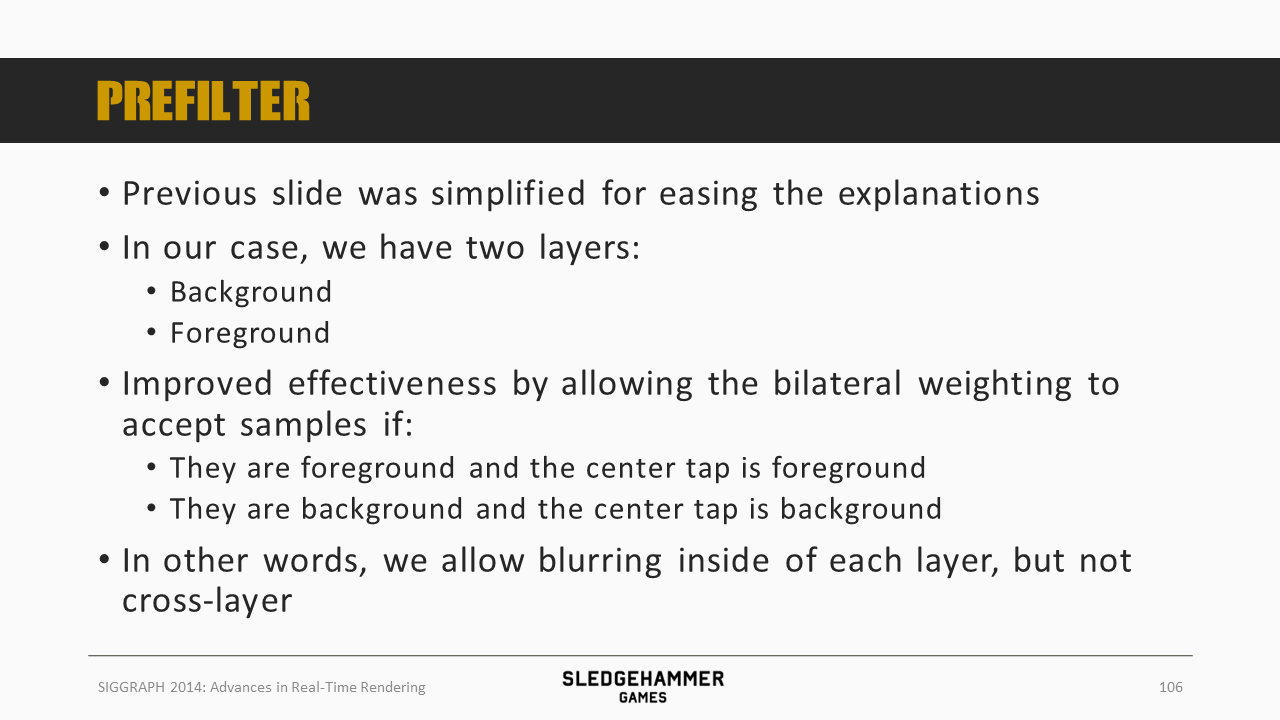 PREFILTER
• Previous slide was simplified for easing the explanations
• In our case, we have two layers:
• Background
• Foreground
• Improved effectiveness by allowing the bilateral weighting to
accept samples if:
• They are foreground and the center tap is foreground
• They are background and the center tap is background
• In other words, we allow blurring inside of each layer, but not
cross-layer
SIGGRAPH 2014: Advances in Real-Time Rendering
SLEDGEHAMMER
GAMES
106